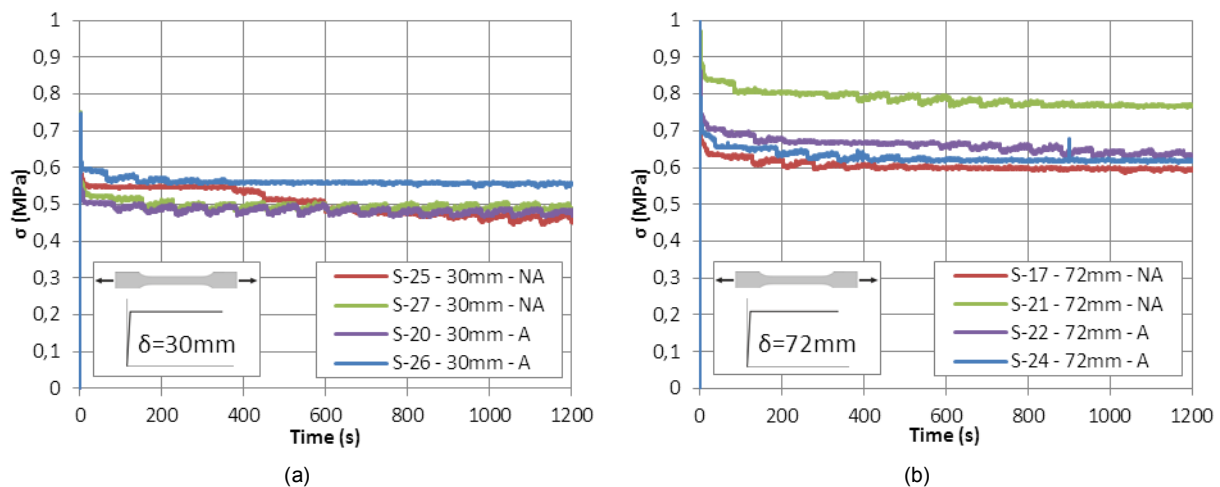 1
0,9
0,8
0,7
0,6
0,5
0,4
0,3
0,2
0,1
0
σ (MPa)
0 200 400 600 800 1000 1200
Time (s)
δ=30mm
S-25 - 30mm - NA
S-27 - 30mm - NA
S-20 - 30mm - A
S-26 - 30mm - A
(a)
1
0,9
0,8
0,7
0,6
0,5
0,4
0,3
0,2
0,1
0
σ (MPa)
0 200 400 600 800 1000 1200
Time (s)
δ=72mm
S-17 - 72mm - NA
S-21 - 72mm - NA
S-22 - 72mm - A
S-24 - 72mm - A
(b)